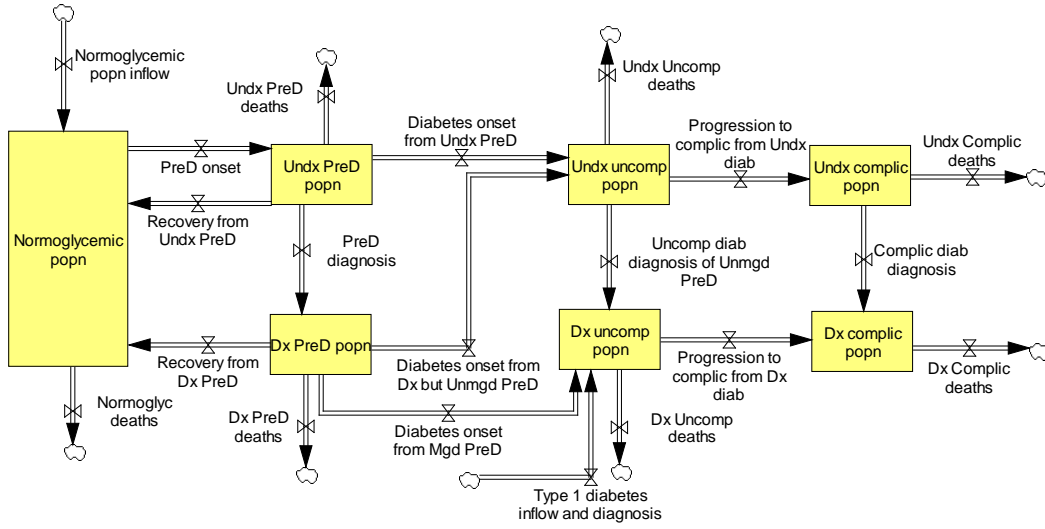 Normoglycemic
popn inflow
Undx PreD
deaths
Undx Uncomp
deaths
Diabetes onset
from Undx PreD
Progression to
complic from Undx
diab
Undx Complic
deaths
PreD onset
Undx PreD
popn
Undx uncomp
popn
Undx complic
popn
Recovery from
Undx PreD
Normoglycemic
popn
PreD
diagnosis
Uncomp diab
diagnosis of Unmgd
PreD
Complic diab
diagnosis
Dx PreD popn
Dx uncomp
popn
Dx complic
popn
Recovery from
Dx PreD
Diabetes onset from
Dx but Unmgd PreD
Progression to
complic from Dx
diab
Dx Complic
deaths
Normoglyc
deaths
Dx PreD
deaths
Diabetes onset
from Mgd PreD
Dx Uncomp
deaths
Type 1 diabetes
inflow and diagnosis